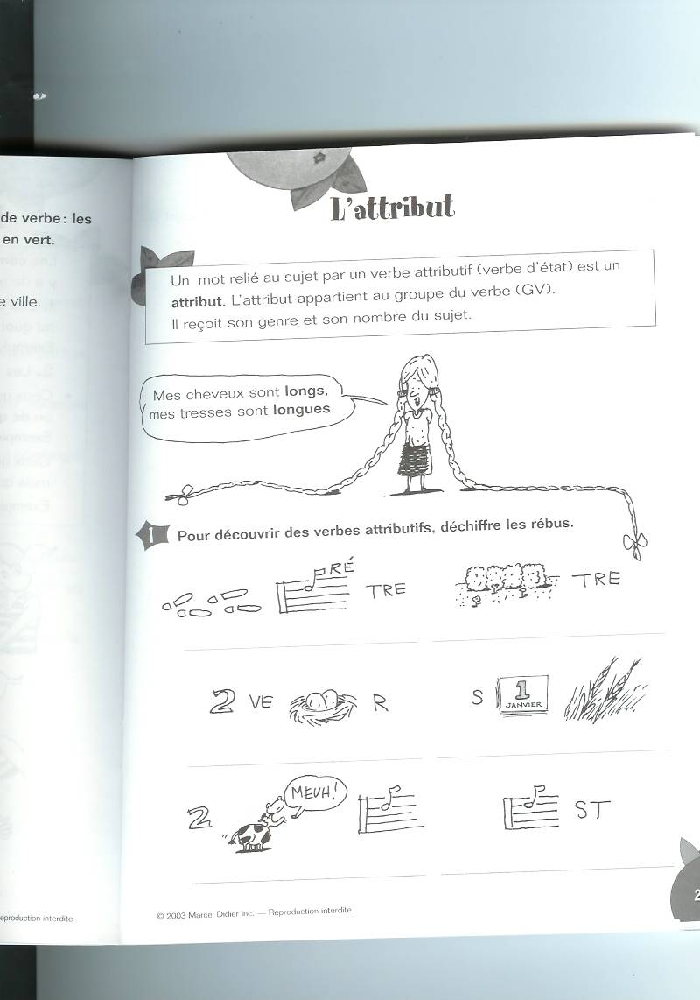 de verbe : les
en vert.
e ville.
eproduction interdite
L'attribut
Un mot relié au sujet par un verbe attributif (verbe d'état) est un
attribut. L'attribut appartient au groupe du verbe (GV).
Il reçoit son genre et son nombre du sujet.
Mes cheveux sont longs,
mes tresses sont longues.
1 Pour découvrir des verbes attributifs, déchiffre les rébus.
RÉ TRE TRE
2 VE R S 1 JANVIER
2 MEUH! ST
© 2003 Marcel Didier inc. — Reproduction interdite
2